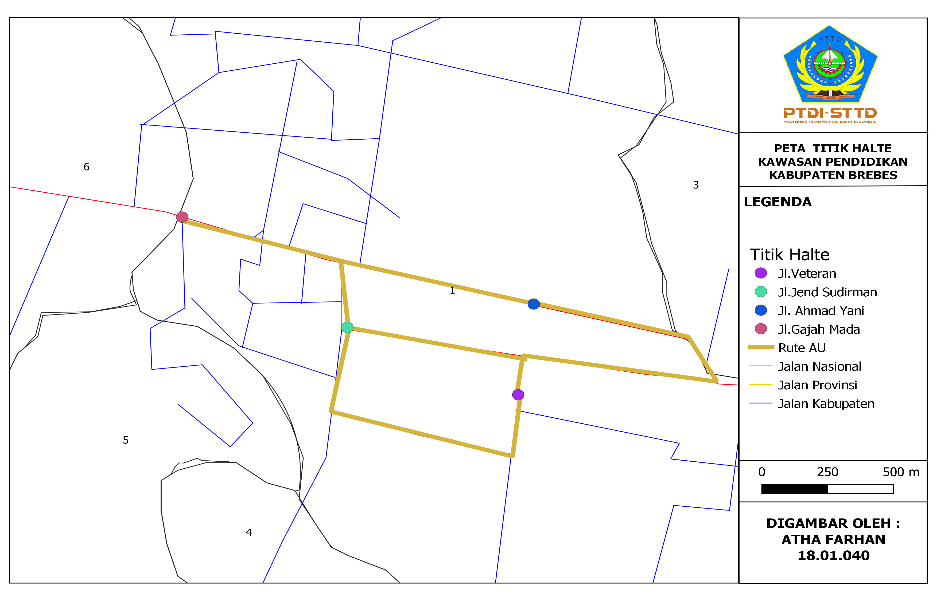 6
3
1
5
4
STTD
PTDI-STTD
PETA TITIK HALTE
KAWASAN PENDIDIKAN
KABUPATEN BREBES
LEGENDA
Titik Halte
Jl.Veteran
Jl.Jend Sudirman
Jl. Ahmad Yani
Jl.Gajah Mada
Rute AU
Jalan Nasional
Jalan Provinsi
Jalan Kabupaten
0 250 500 m
DIGAMBAR OLEH :
ATHA FARHAN
18.01.040